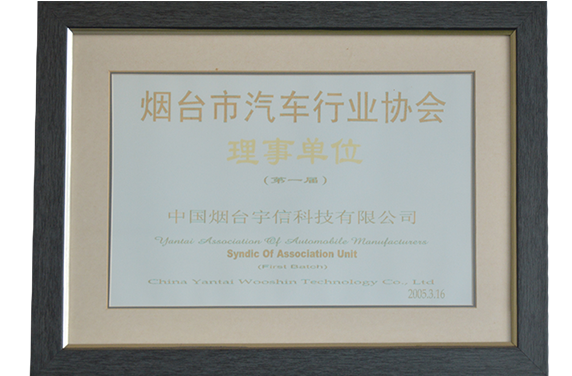 烟台市汽车行业协会
理事单位
(第一届)
中国烟台宇信科技有限公司
Yantai Association Of Automobile Manufacturers
Syndic Of Association Unit
(First Batch)
China Yantai Wooshin Technology Co., Ltd
2005.3.16